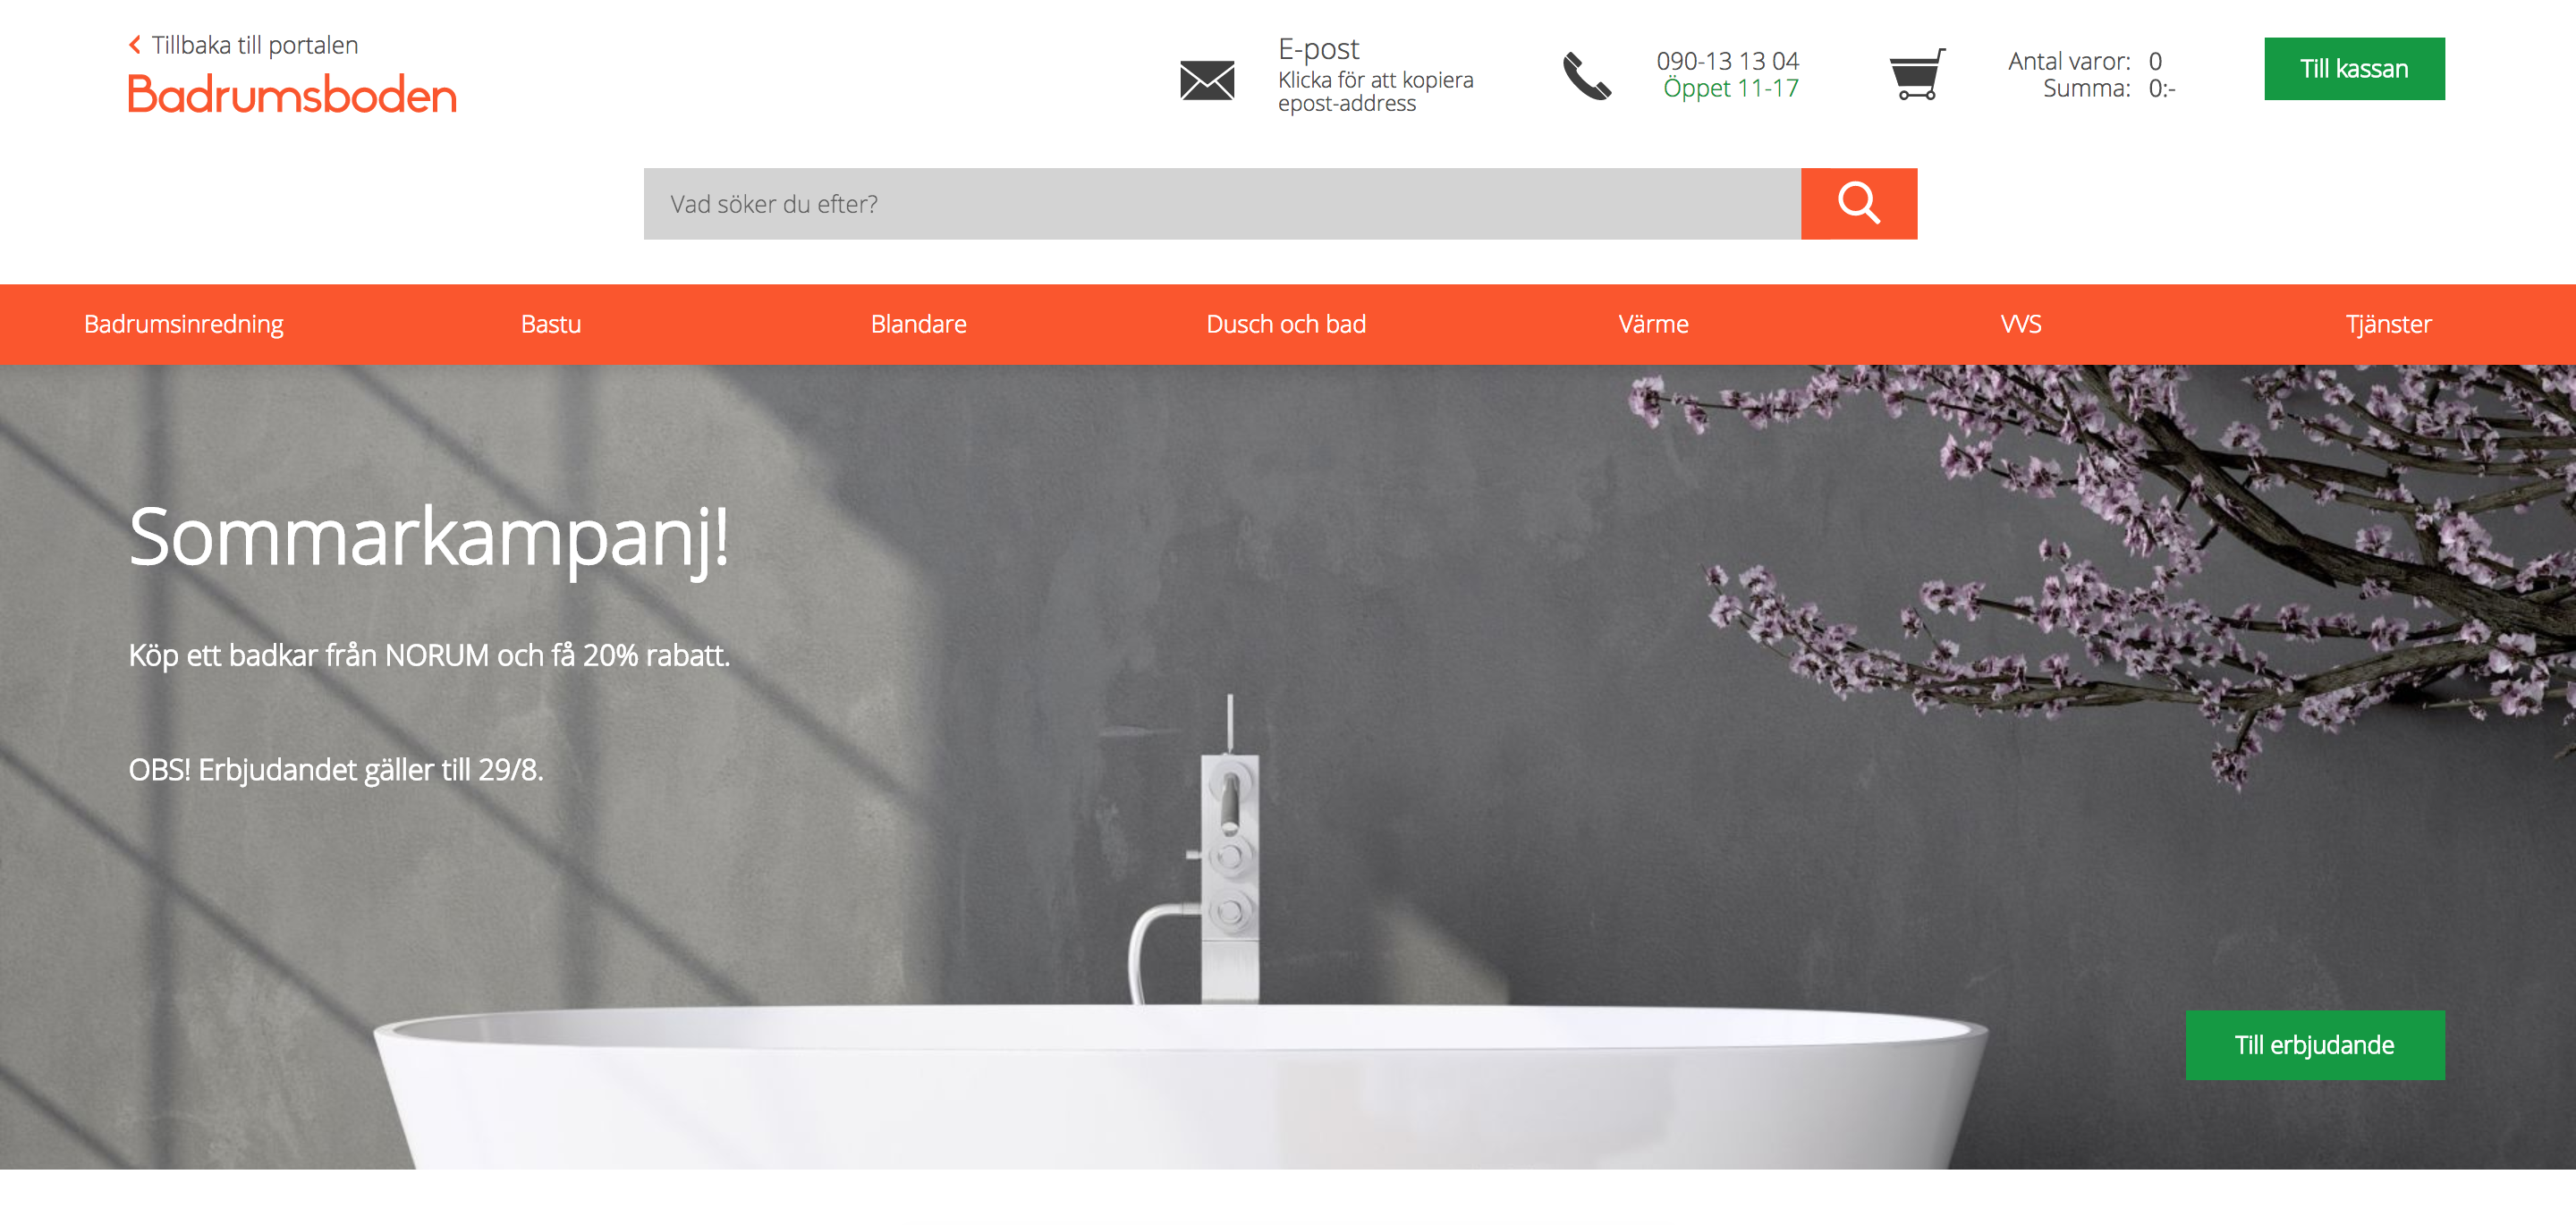 Tillbaka till portalen
Badrumsboden
E-post
Klicka för att kopiera
epost-address
090-13 13 04
Öppet 11-17
Antal varor: 0
Summa: 0:-
Till kassan
Vad söker du efter?
Badrumsinredning
Bastu
Blandare
Dusch och bad
Värme
VVS
Tjänster
Sommarkampanj!
Köp ett badkar från NORUM och få 20% rabatt.
OBS! Erbjudandet gäller till 29/8.
Till erbjudande